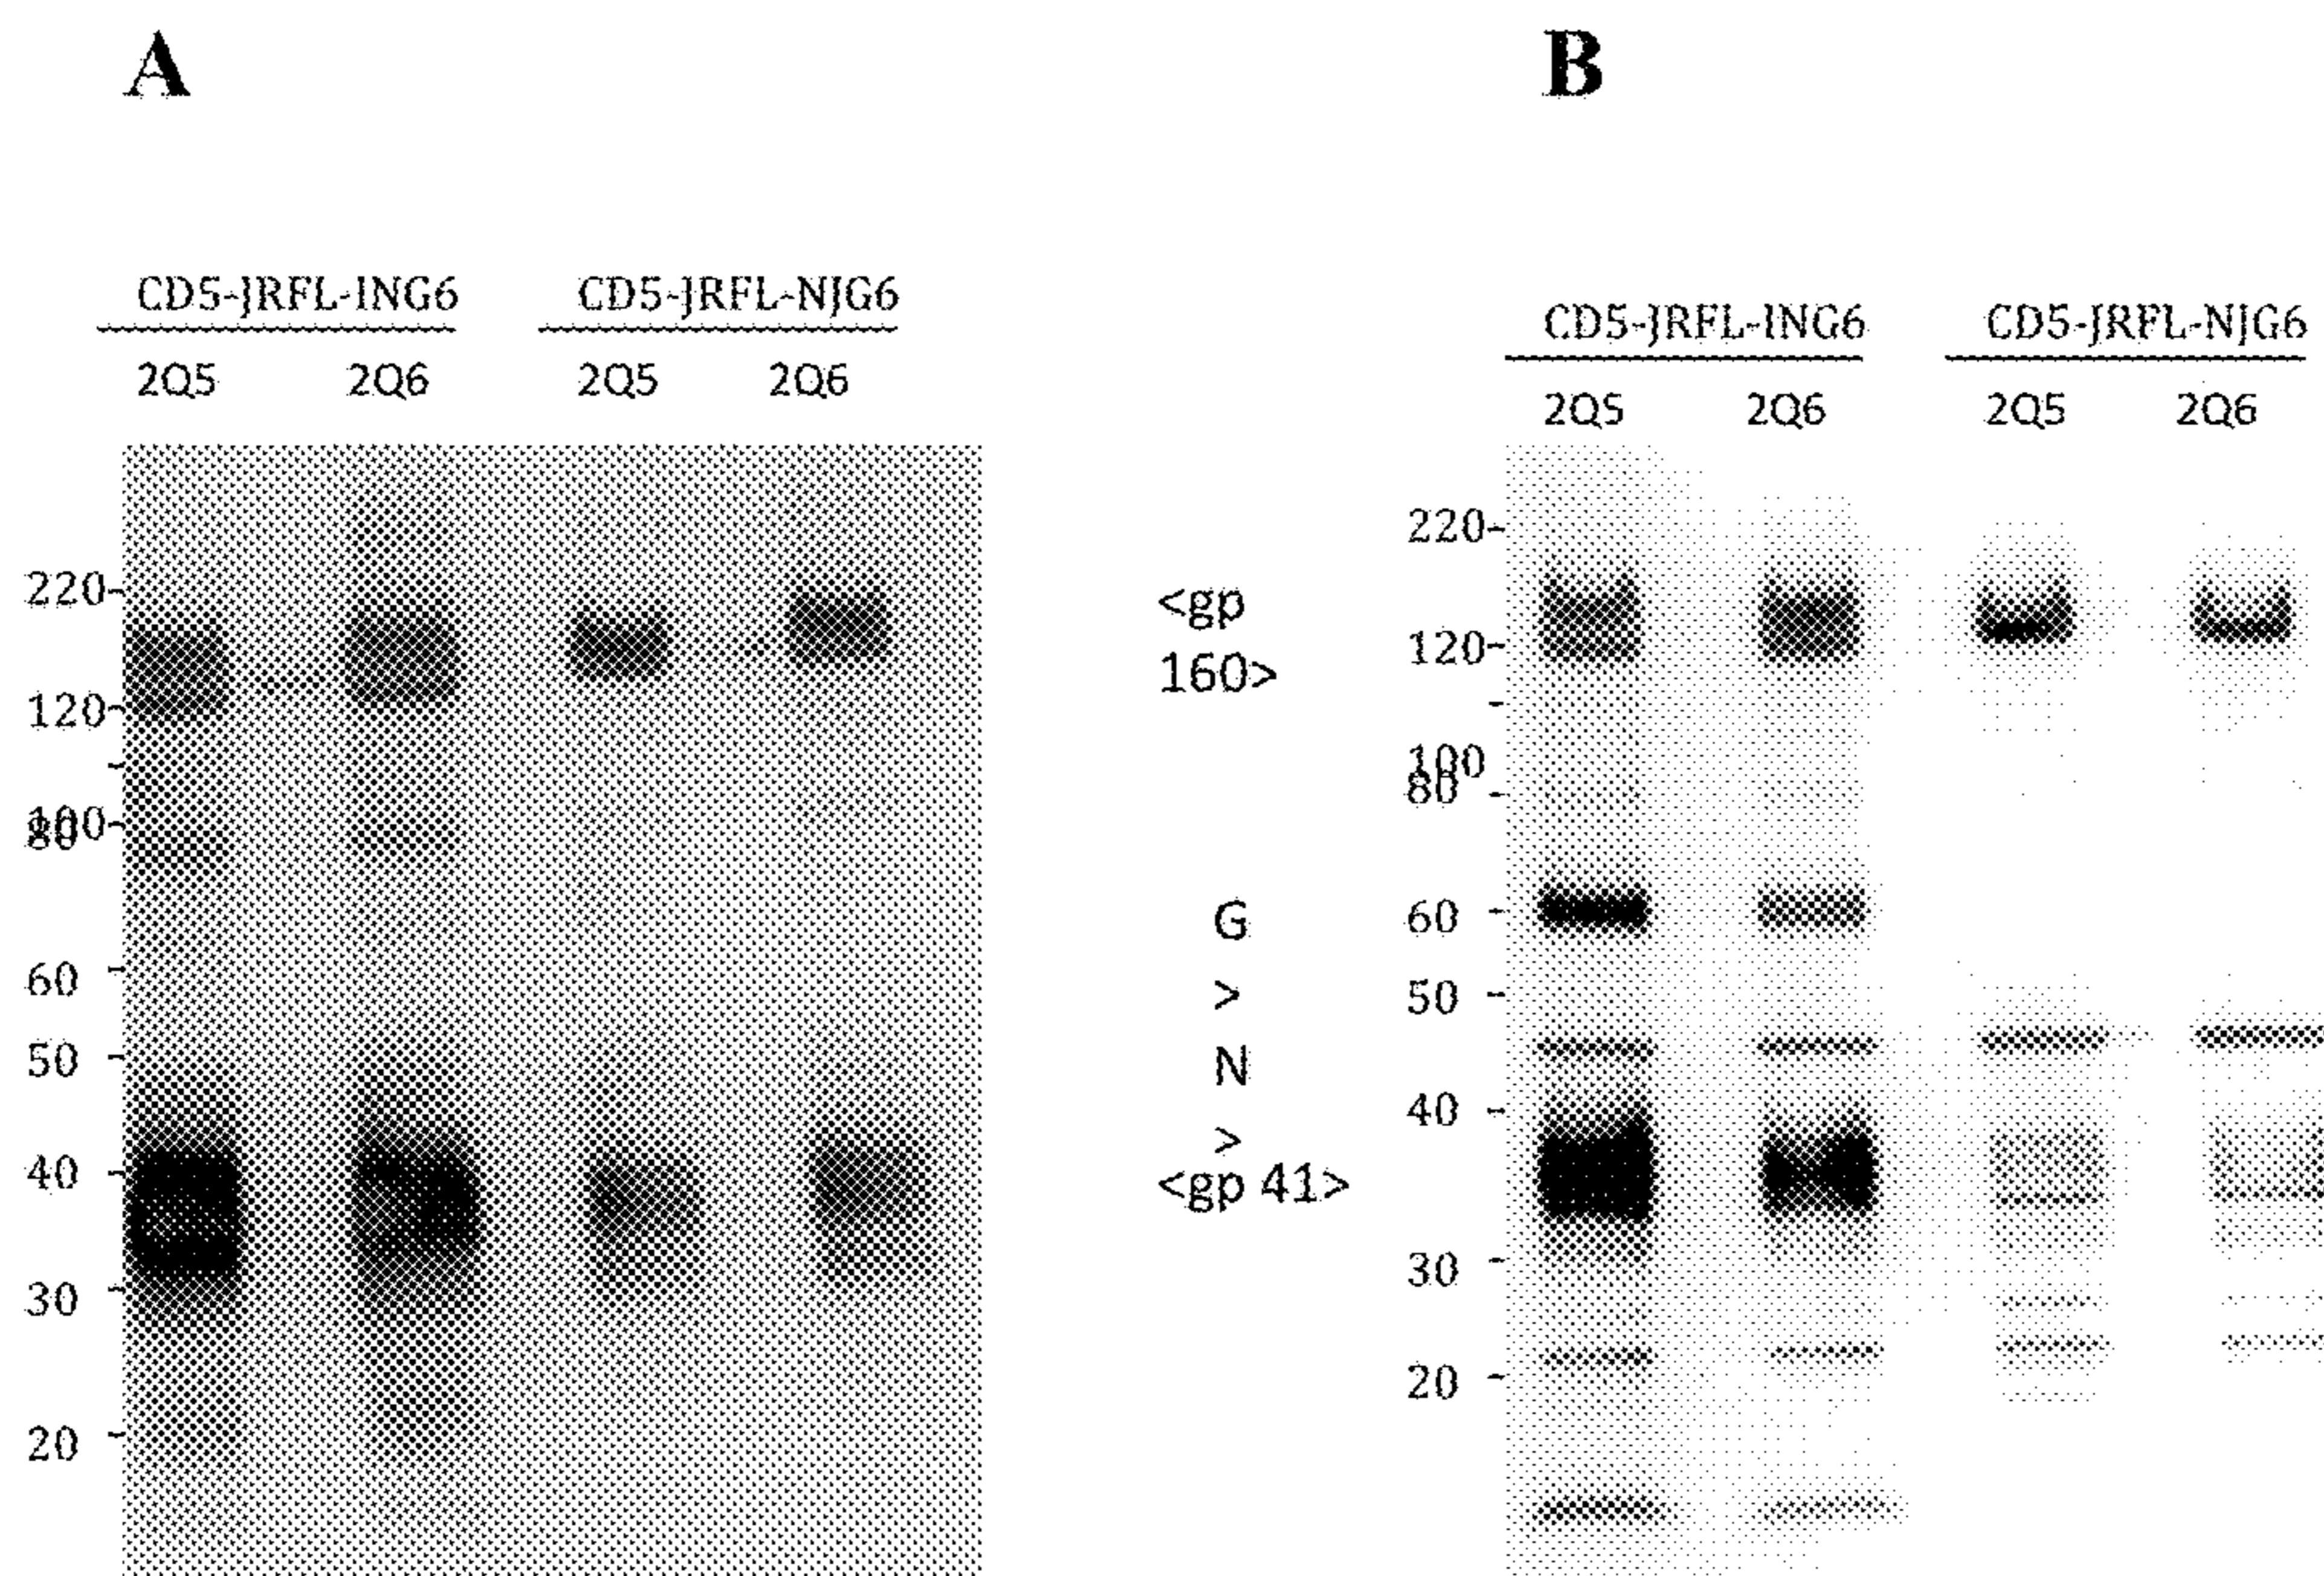 A
CD5-JRFL-ING6 CD5-JRFL-NJG6
2Q5 2Q6 2Q5 2Q6
220-
120-
100-
80
60 -
50 -
40 -
30 -
20 -
<gp
160>
G
>
N
>
<gp 41>
B
CD5-JRFL-ING6 CD5-JRFL-NJG6
2Q5 2Q6 2Q5 2Q6
220-
120-
-
100
80 -
60 -
50 -
40 -
30 -
20 -